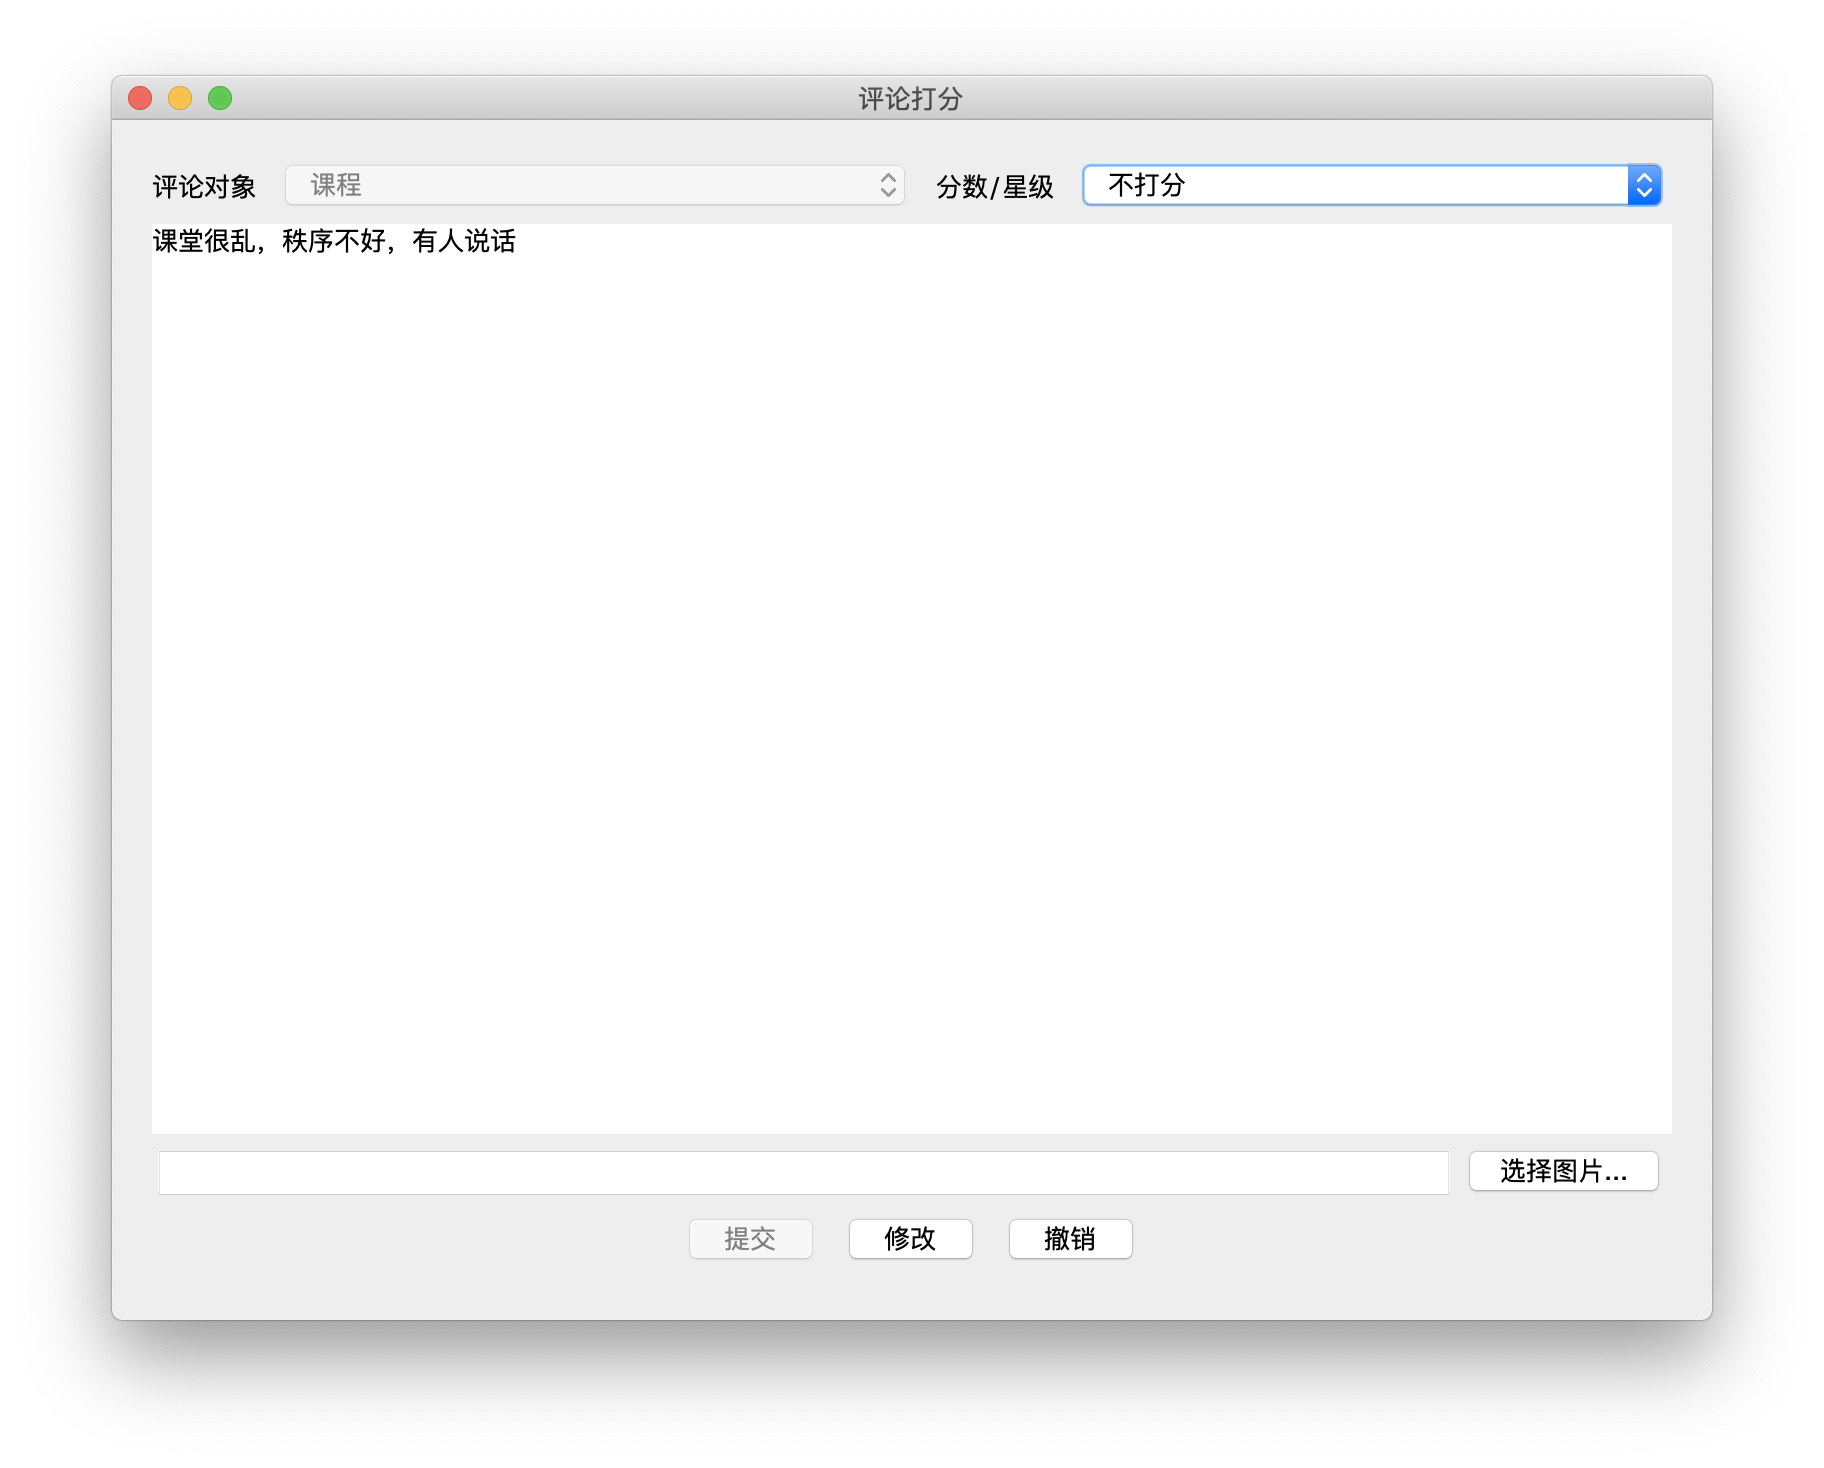 评论打分
评论对象 课程 分数/星级 不打分
课堂很乱，秩序不好，有人说话
选择图片...
提交 修改 撤销